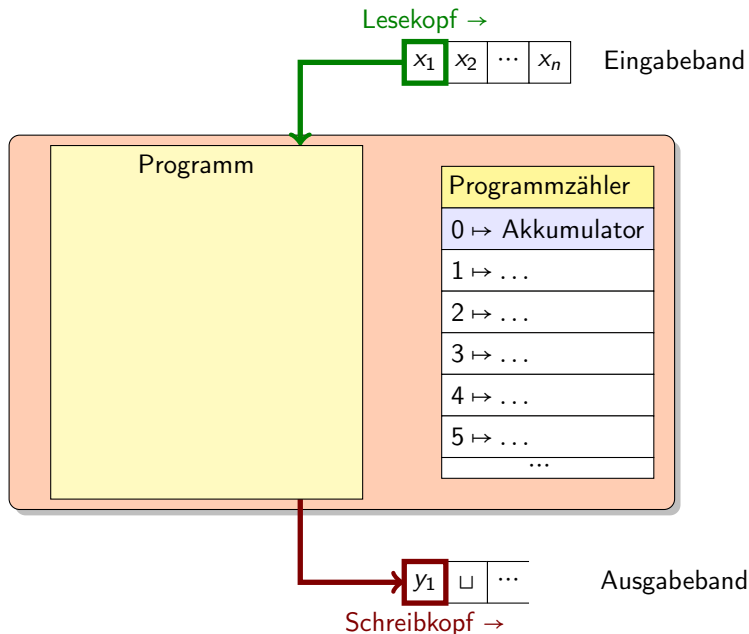 Lesekopf →
x₁ x₂ ... xₙ Eingabeband
Programm
Programmzähler
0 ↦ Akkumulator
1 ↦ ...
2 ↦ ...
3 ↦ ...
4 ↦ ...
5 ↦ ...
...
y₁ ⊔ ... Ausgabeband
Schreibkopf →